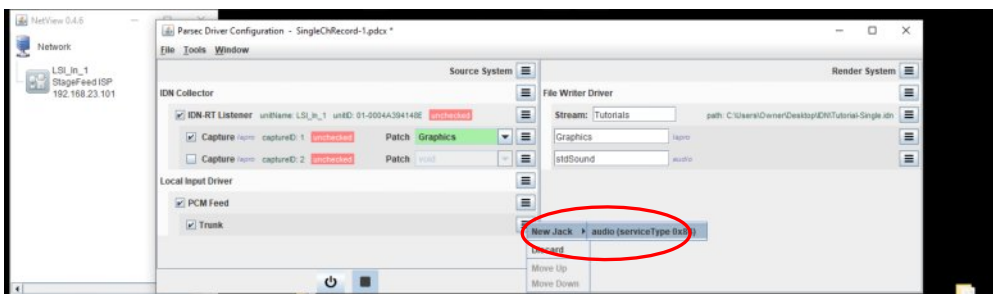 NetView 0.4.6
Network
LSI_In_1
StageFeed ISP
192.168.23.101
Parsec Driver Configuration - SingleChRecord-1.pdcx *
File Tools Window
Source System
IDN Collector
IDN-RT Listener unitName: LSI_In_1 unitID: 01-0004A394148E unchecked
Capture lapro captureID: 1 unchecked Patch Graphics
Capture lapro captureID: 2 unchecked Patch void
Local Input Driver
PCM Feed
Trunk
Render System
File Writer Driver
Stream: Tutorials path: C:\Users\Owner\Desktop\IDN\Tutorial-Single.idn
Graphics lapro
stdSound audio
New Jack audio (serviceType
Discard
Move Up
Move Down